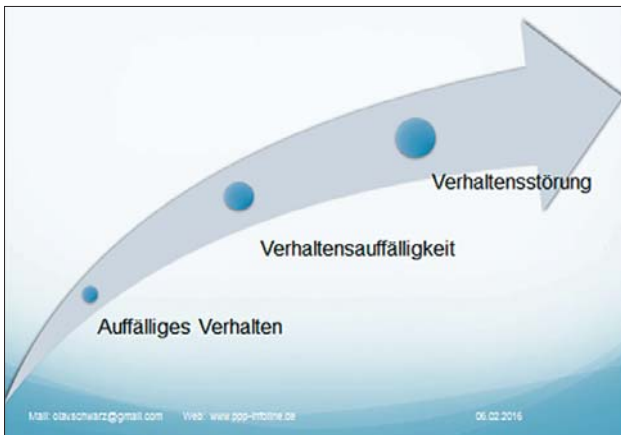 Verhaltensstörung
Verhaltensauffälligkeit
Auffälliges Verhalten
Mail: olavschwarz@gmail.com Web: www.ppp-infoline.de 06.02.2016